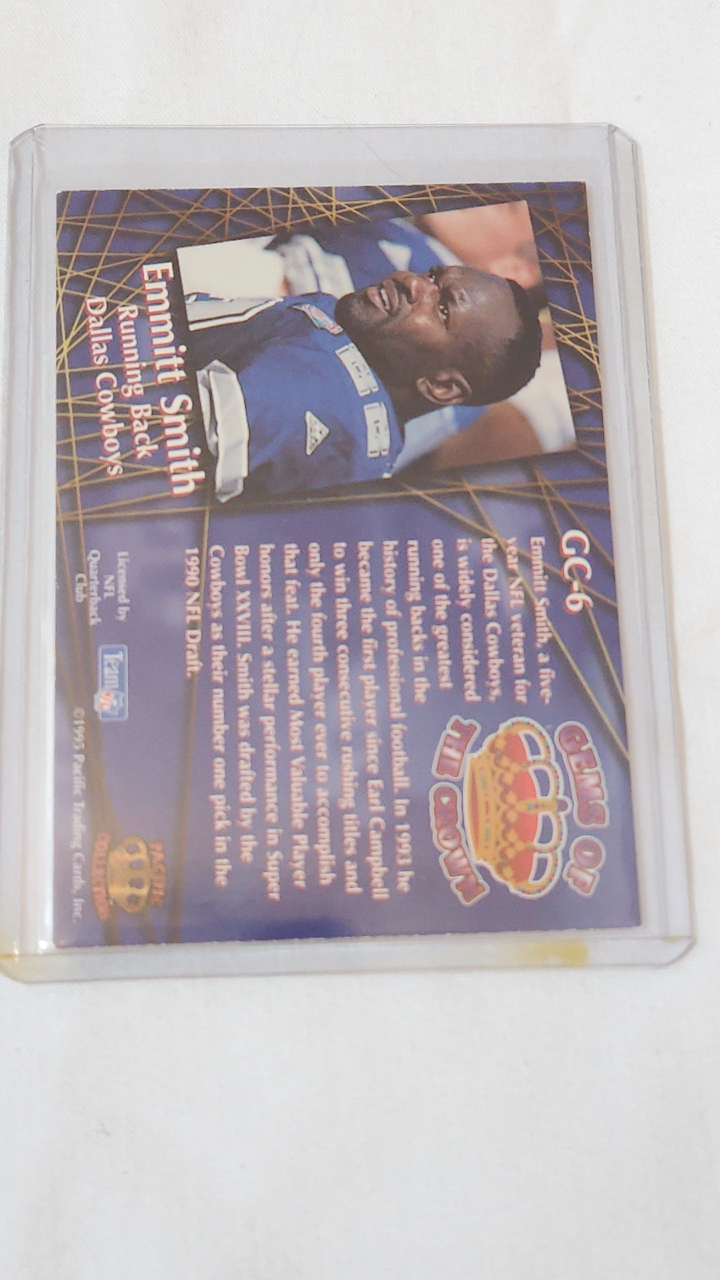 GC-6
GEMS OF
THE CROWN
Emmitt Smith, a five-
year NFL veteran for
the Dallas Cowboys,
is widely considered
one of the greatest
running backs in the
history of professional football. In 1993 he
became the first player since Earl Campbell
to win three consecutive rushing titles and
only the fourth player ever to accomplish
that feat. He earned Most Valuable Player
honors after a stellar performance in Super
Bowl XXVIII. Smith was drafted by the
Cowboys as their number one pick in the
1990 NFL Draft.
Emmitt Smith
Running Back
Dallas Cowboys
Licensed by
NFL
Quarterback
Club
Team NFL
PACIFIC
COLLECTION
©1995 Pacific Trading Cards, Inc.